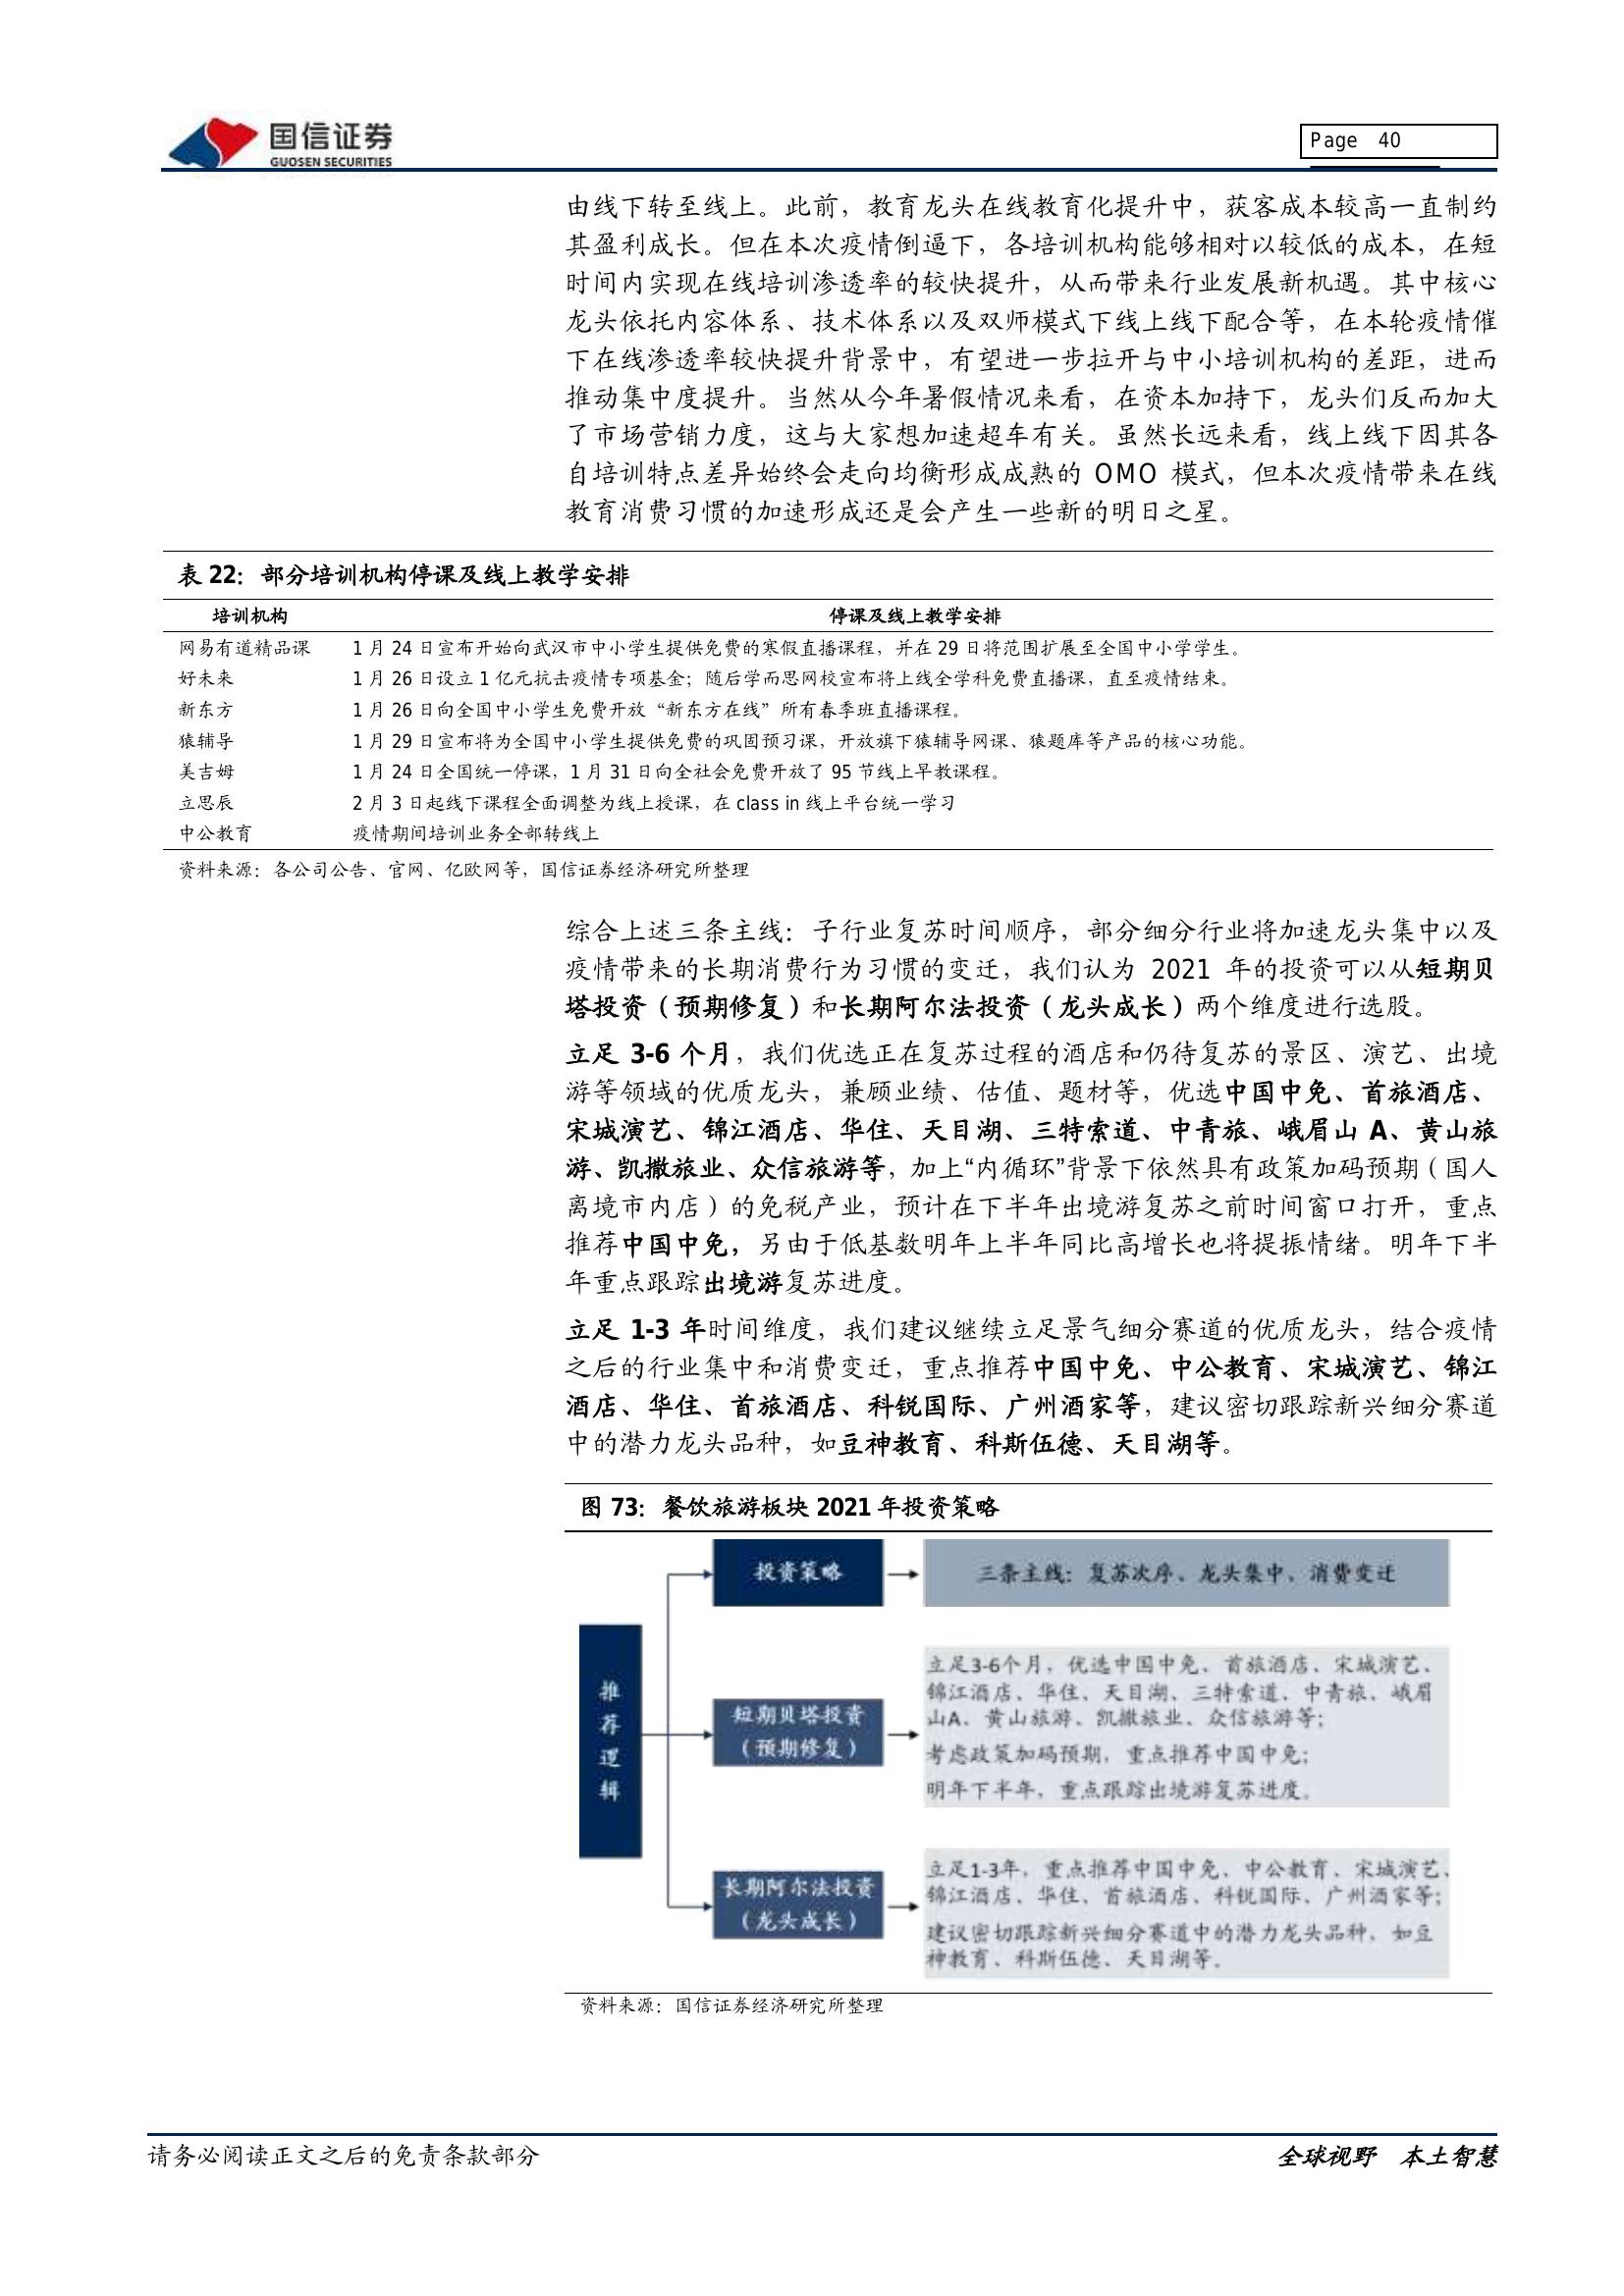 国信证券
GUOSEN SECURITIES
Page 40
由线下转至线上。此前，教育龙头在线教育化提升中，获客成本较高一直制约
其盈利成长。但在本次疫情倒逼下，各培训机构能够相对以较低的成本，在短
时间内实现在线培训渗透率的较快提升，从而带来行业发展新机遇。其中核心
龙头依托内容体系、技术体系以及双师模式下线上线下配合等，在本轮疫情催
下在线渗透率较快提升背景中，有望进一步拉开与中小培训机构的差距，进而
推动集中度提升。当然从今年暑假情况来看，在资本加持下，龙头们反而加大
了市场营销力度，这与大家想加速超车有关。虽然长远来看，线上线下因其各
自培训特点差异始终会走向均衡形成成熟的 OMO 模式，但本次疫情带来在线
教育消费习惯的加速形成还是会产生一些新的明日之星。
表 22：部分培训机构停课及线上教学安排
培训机构 停课及线上教学安排
网易有道精品课 1 月 24 日宣布开始向武汉市中小学生提供免费的寒假直播课程，并在 29 日将范围扩展至全国中小学学生。
好未来 1 月 26 日设立 1 亿元抗击疫情专项基金；随后学而思网校宣布将上线全学科免费直播课，直至疫情结束。
新东方 1 月 26 日向全国中小学生免费开放“新东方在线”所有春季班直播课程。
猿辅导 1 月 29 日宣布将为全国中小学生提供免费的巩固预习课，开放旗下猿辅导网课、猿题库等产品的核心功能。
美吉姆 1 月 24 日全国统一停课，1 月 31 日向全社会免费开放了 95 节线上早教课程。
立思辰 2 月 3 日起线下课程全面调整为线上授课，在 class in 线上平台统一学习
中公教育 疫情期间培训业务全部转线上
资料来源：各公司公告、官网、亿欧网等，国信证券经济研究所整理
综合上述三条主线：子行业复苏时间顺序，部分细分行业将加速龙头集中以及
疫情带来的长期消费行为习惯的变迁，我们认为 2021 年的投资可以从短期贝
塔投资（预期修复）和长期阿尔法投资（龙头成长）两个维度进行选股。
立足 3-6 个月，我们优选正在复苏过程的酒店和仍待复苏的景区、演艺、出境
游等领域的优质龙头，兼顾业绩、估值、题材等，优选中国中免、首旅酒店、
宋城演艺、锦江酒店、华住、天目湖、三特索道、中青旅、峨眉山 A、黄山旅
游、凯撒旅业、众信旅游等，加上“内循环”背景下依然具有政策加码预期（国人
离境市内店）的免税产业，预计在下半年出境游复苏之前时间窗口打开，重点
推荐中国中免，另由于低基数明年上半年同比高增长也将提振情绪。明年下半
年重点跟踪出境游复苏进度。
立足 1-3 年时间维度，我们建议继续立足景气细分赛道的优质龙头，结合疫情
之后的行业集中和消费变迁，重点推荐中国中免、中公教育、宋城演艺、锦江
酒店、华住、首旅酒店、科锐国际、广州酒家等，建议密切跟踪新兴细分赛道
中的潜力龙头品种，如豆神教育、科斯伍德、天目湖等。
图 73：餐饮旅游板块 2021 年投资策略
推荐逻辑
投资策略
三条主线：复苏次序、龙头集中、消费变迁
短期贝塔投资
（预期修复）
立足3-6个月，优选中国中免、首旅酒店、宋城演艺、
锦江酒店、华住、天目湖、三特索道、中青旅、峨眉
山A、黄山旅游、凯撒旅业、众信旅游等；
考虑政策加码预期，重点推荐中国中免；
明年下半年，重点跟踪出境游复苏进度。
长期阿尔法投资
（龙头成长）
立足1-3年，重点推荐中国中免、中公教育、宋城演艺、
锦江酒店、华住、首旅酒店、科锐国际、广州酒家等；
建议密切跟踪新兴细分赛道中的潜力龙头品种，如豆
神教育、科斯伍德、天目湖等。
资料来源：国信证券经济研究所整理
请务必阅读正文之后的免责条款部分
全球视野 本土智慧